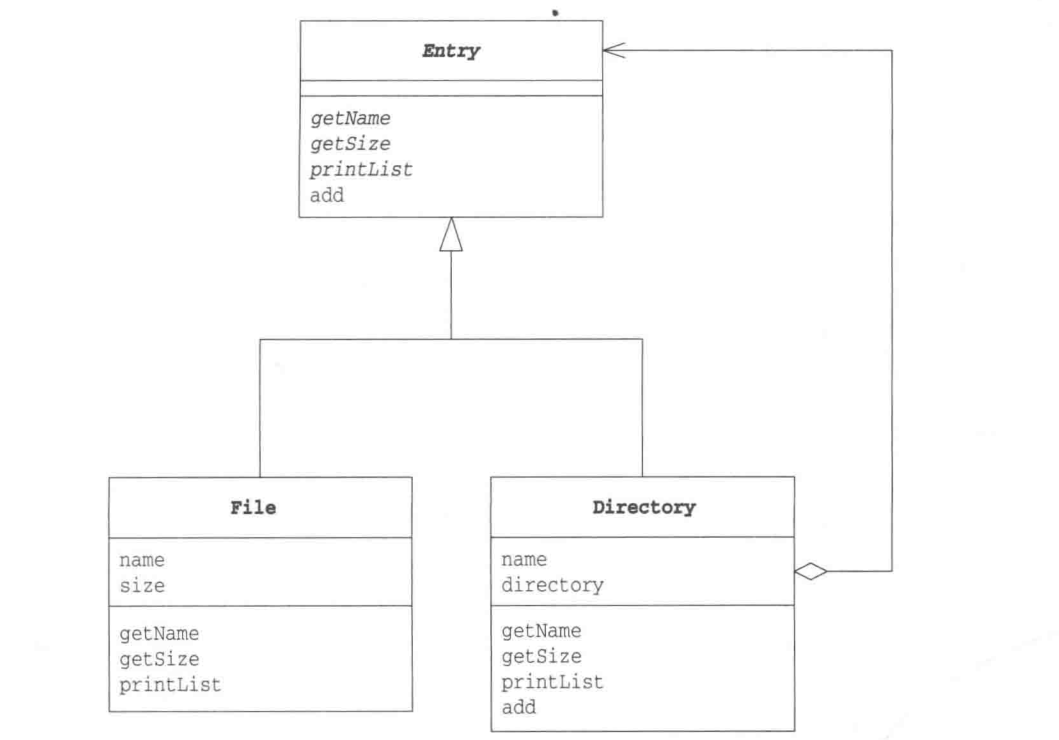 Entry
getName
getSize
printList
add
File
name
size
getName
getSize
printList
Directory
name
directory
getName
getSize
printList
add